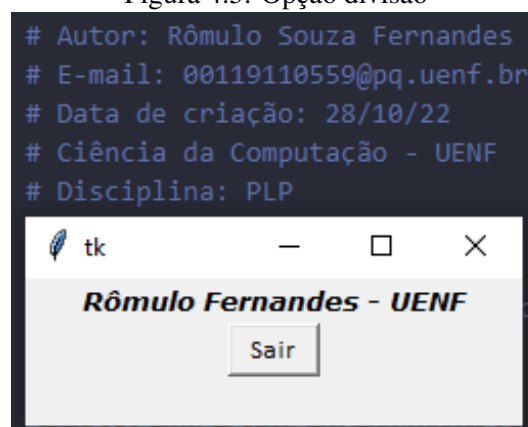 Figura 4.5: Opção divisão
# Autor: Rômulo Souza Fernandes
# E-mail: 00119110559@pq.uenf.br
# Data de criação: 28/10/22
# Ciência da Computação - UENF
# Disciplina: PLP
tk
Rômulo Fernandes - UENF
Sair